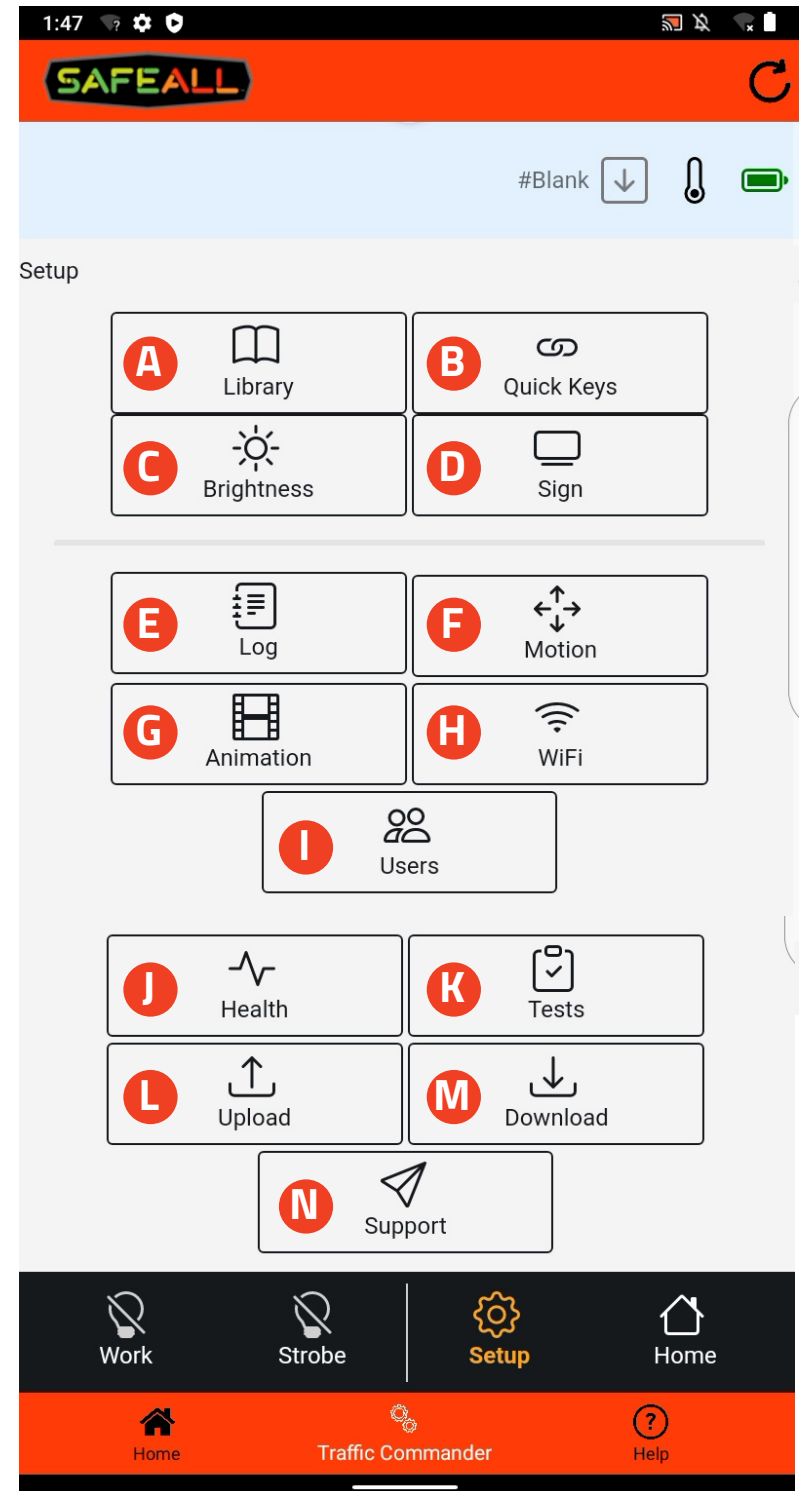 1:47
SAFEALL
#Blank
Setup
A Library
B Quick Keys
C Brightness
D Sign
E Log
F Motion
G Animation
H WiFi
I Users
J Health
K Tests
L Upload
M Download
N Support
Work Strobe Setup Home
Home Traffic Commander Help